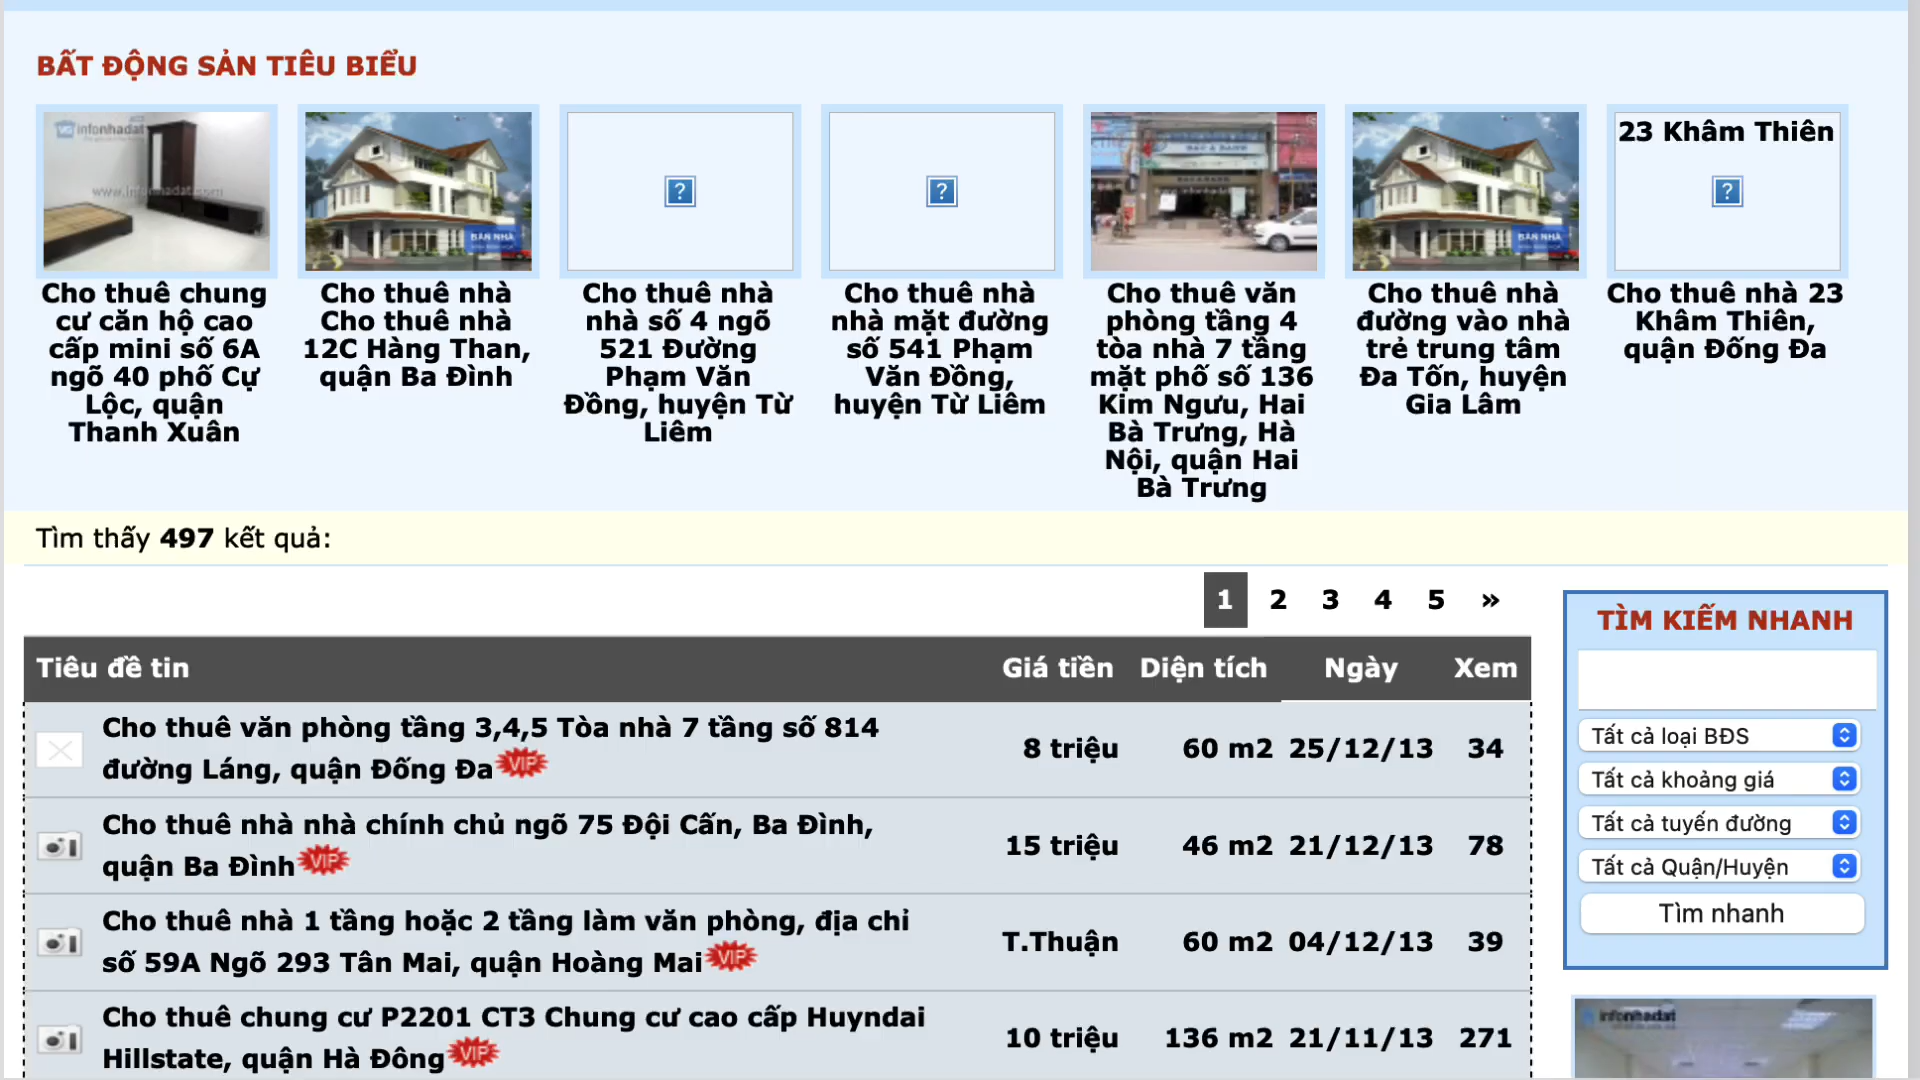 BẤT ĐỘNG SẢN TIÊU BIỂU
infonhadat
www.infonhadat.com
BÁN NHÀ
BAC A BANK
BÁN NHÀ
23 Khâm Thiên
Cho thuê chung
cư căn hộ cao
cấp mini số 6A
ngõ 40 phố Cự
Lộc, quận
Thanh Xuân
Cho thuê nhà
Cho thuê nhà
12C Hàng Than,
quận Ba Đình
Cho thuê nhà
nhà số 4 ngõ
521 Đường
Phạm Văn
Đồng, huyện Từ
Liêm
Cho thuê nhà
nhà mặt đường
số 541 Phạm
Văn Đồng,
huyện Từ Liêm
Cho thuê văn
phòng tầng 4
tòa nhà 7 tầng
mặt phố số 136
Kim Ngưu, Hai
Bà Trưng, Hà
Nội, quận Hai
Bà Trưng
Cho thuê nhà
đường vào nhà
trẻ trung tâm
Đa Tốn, huyện
Gia Lâm
Cho thuê nhà 23
Khâm Thiên,
quận Đống Đa
Tìm thấy 497 kết quả:
1 2 3 4 5 »
Tiêu đề tin Giá tiền Diện tích Ngày Xem
Cho thuê văn phòng tầng 3,4,5 Tòa nhà 7 tầng số 814
đường Láng, quận Đống Đa VIP
8 triệu 60 m2 25/12/13 34
Cho thuê nhà nhà chính chủ ngõ 75 Đội Cấn, Ba Đình,
quận Ba Đình VIP
15 triệu 46 m2 21/12/13 78
Cho thuê nhà 1 tầng hoặc 2 tầng làm văn phòng, địa chỉ
số 59A Ngõ 293 Tân Mai, quận Hoàng Mai VIP
T.Thuận 60 m2 04/12/13 39
Cho thuê chung cư P2201 CT3 Chung cư cao cấp Huyndai
Hillstate, quận Hà Đông VIP
10 triệu 136 m2 21/11/13 271
TÌM KIẾM NHANH
Tất cả loại BĐS
Tất cả khoảng giá
Tất cả tuyến đường
Tất cả Quận/Huyện
Tìm nhanh
infonhadat